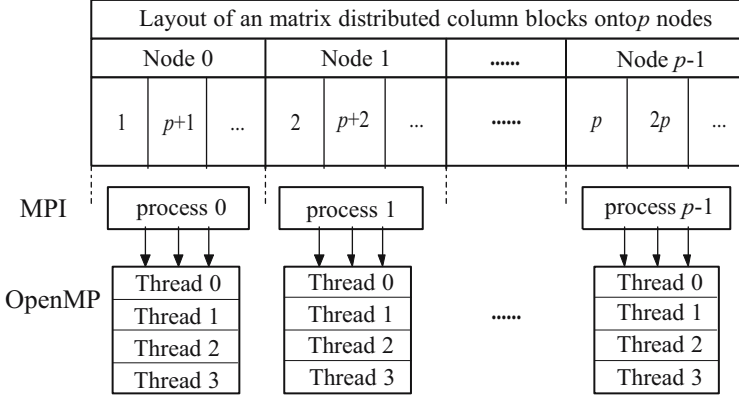 Layout of an matrix distributed column blocks ontop nodes
Node 0 Node 1 ...... Node p-1
1 p+1 ... 2 p+2 ... ...... p 2p ...
MPI process 0 process 1 process p-1
Thread 0 Thread 0 Thread 0
OpenMP Thread 1 Thread 1 ...... Thread 1
Thread 2 Thread 2 Thread 2
Thread 3 Thread 3 Thread 3